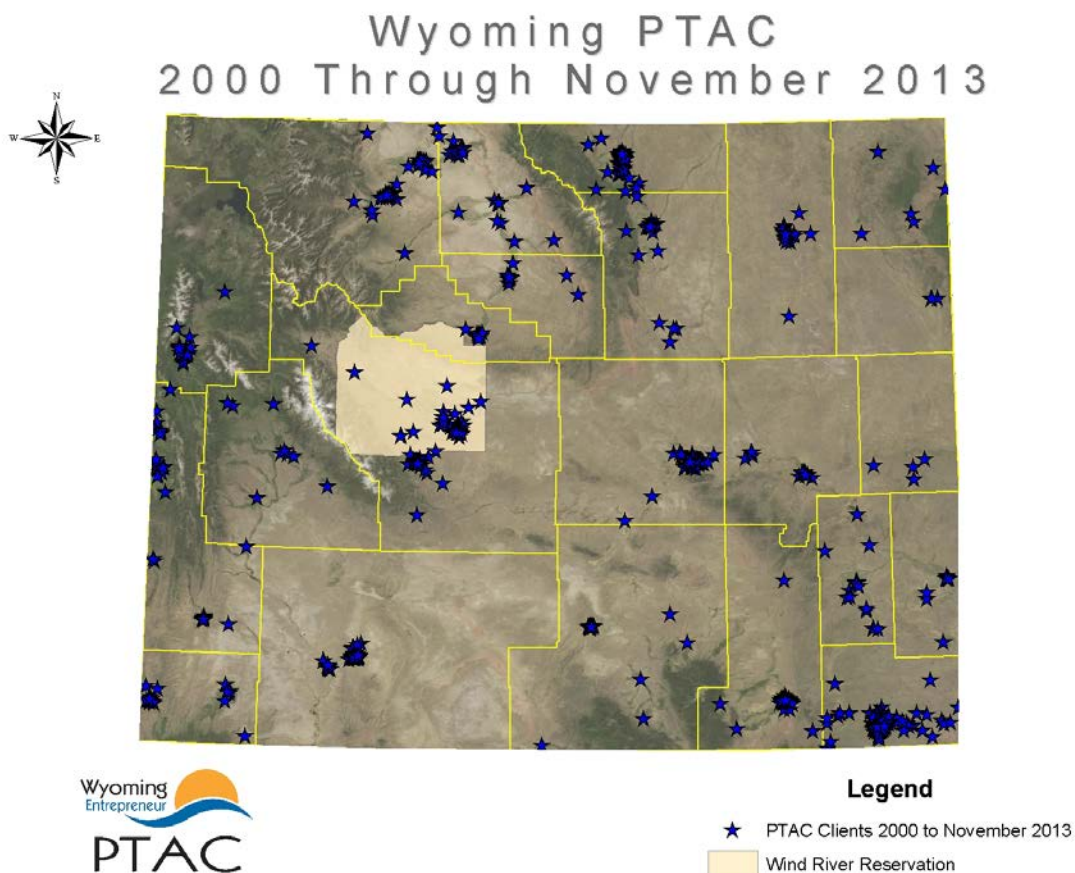 Wyoming PTAC
2000 Through November 2013
N
W
E
S
Wyoming
Entrepreneur
PTAC
Legend
PTAC Clients 2000 to November 2013
Wind River Reservation